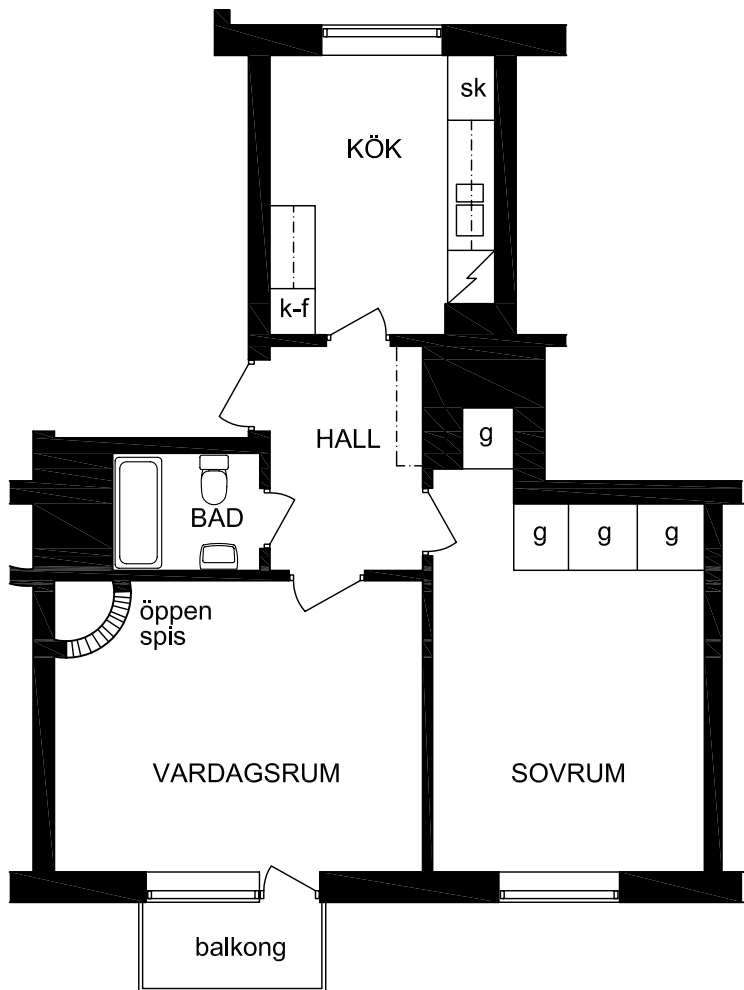 sk
KÖK
k-f
HALL
g
BAD
g
g
g
öppen
spis
VARDAGSRUM
SOVRUM
balkong